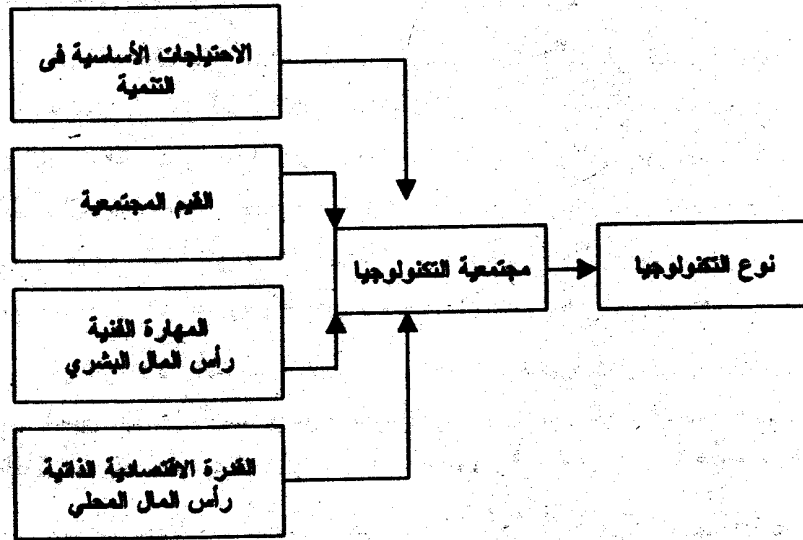 الاحتياجات الأساسية فى
التنمية
القيم المجتمعية
المهارة الفنية
رأس المال البشري
القدرة الاقتصادية الذاتية
رأس المال المحلي
مجتمعية التكنولوجيا
نوع التكنولوجيا